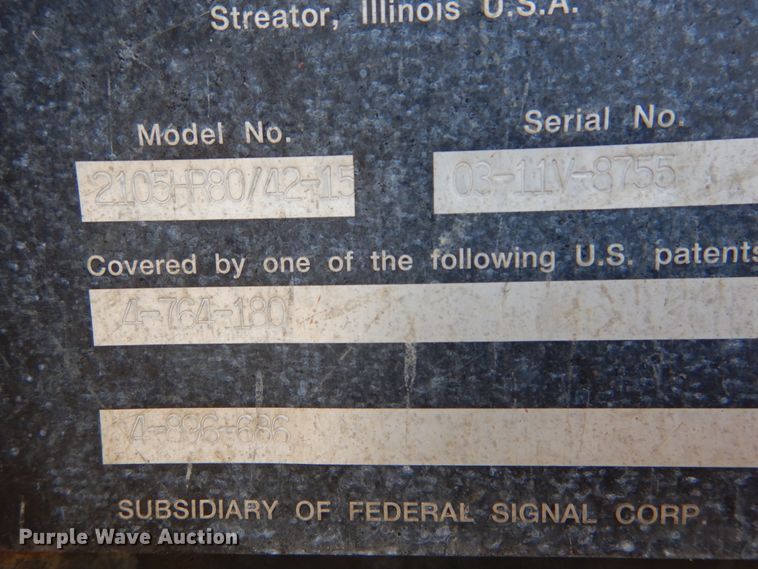 Streator, Illinois U.S.A.
Model No. Serial No.
2105HP80/42-15 03-11V-8755
Covered by one of the following U.S. patents
4-764-180
4-896-686
SUBSIDIARY OF FEDERAL SIGNAL CORP.
Purple Wave Auction